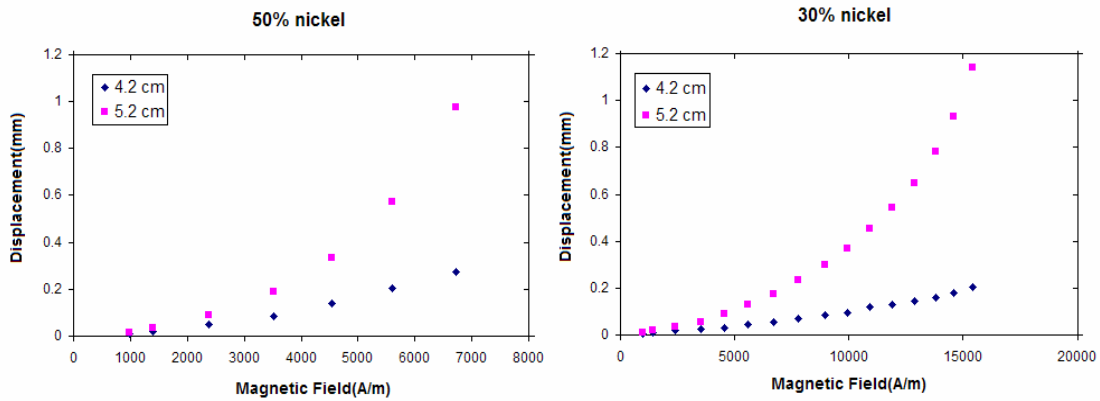 50% nickel
1.2
1
0.8
0.6
0.4
0.2
0
4.2 cm
5.2 cm
Displacement(mm)
0 1000 2000 3000 4000 5000 6000 7000 8000
Magnetic Field(A/m)
30% nickel
1.2
1
0.8
0.6
0.4
0.2
0
4.2 cm
5.2 cm
Displacement(mm)
0 5000 10000 15000 20000
Magnetic Field(A/m)